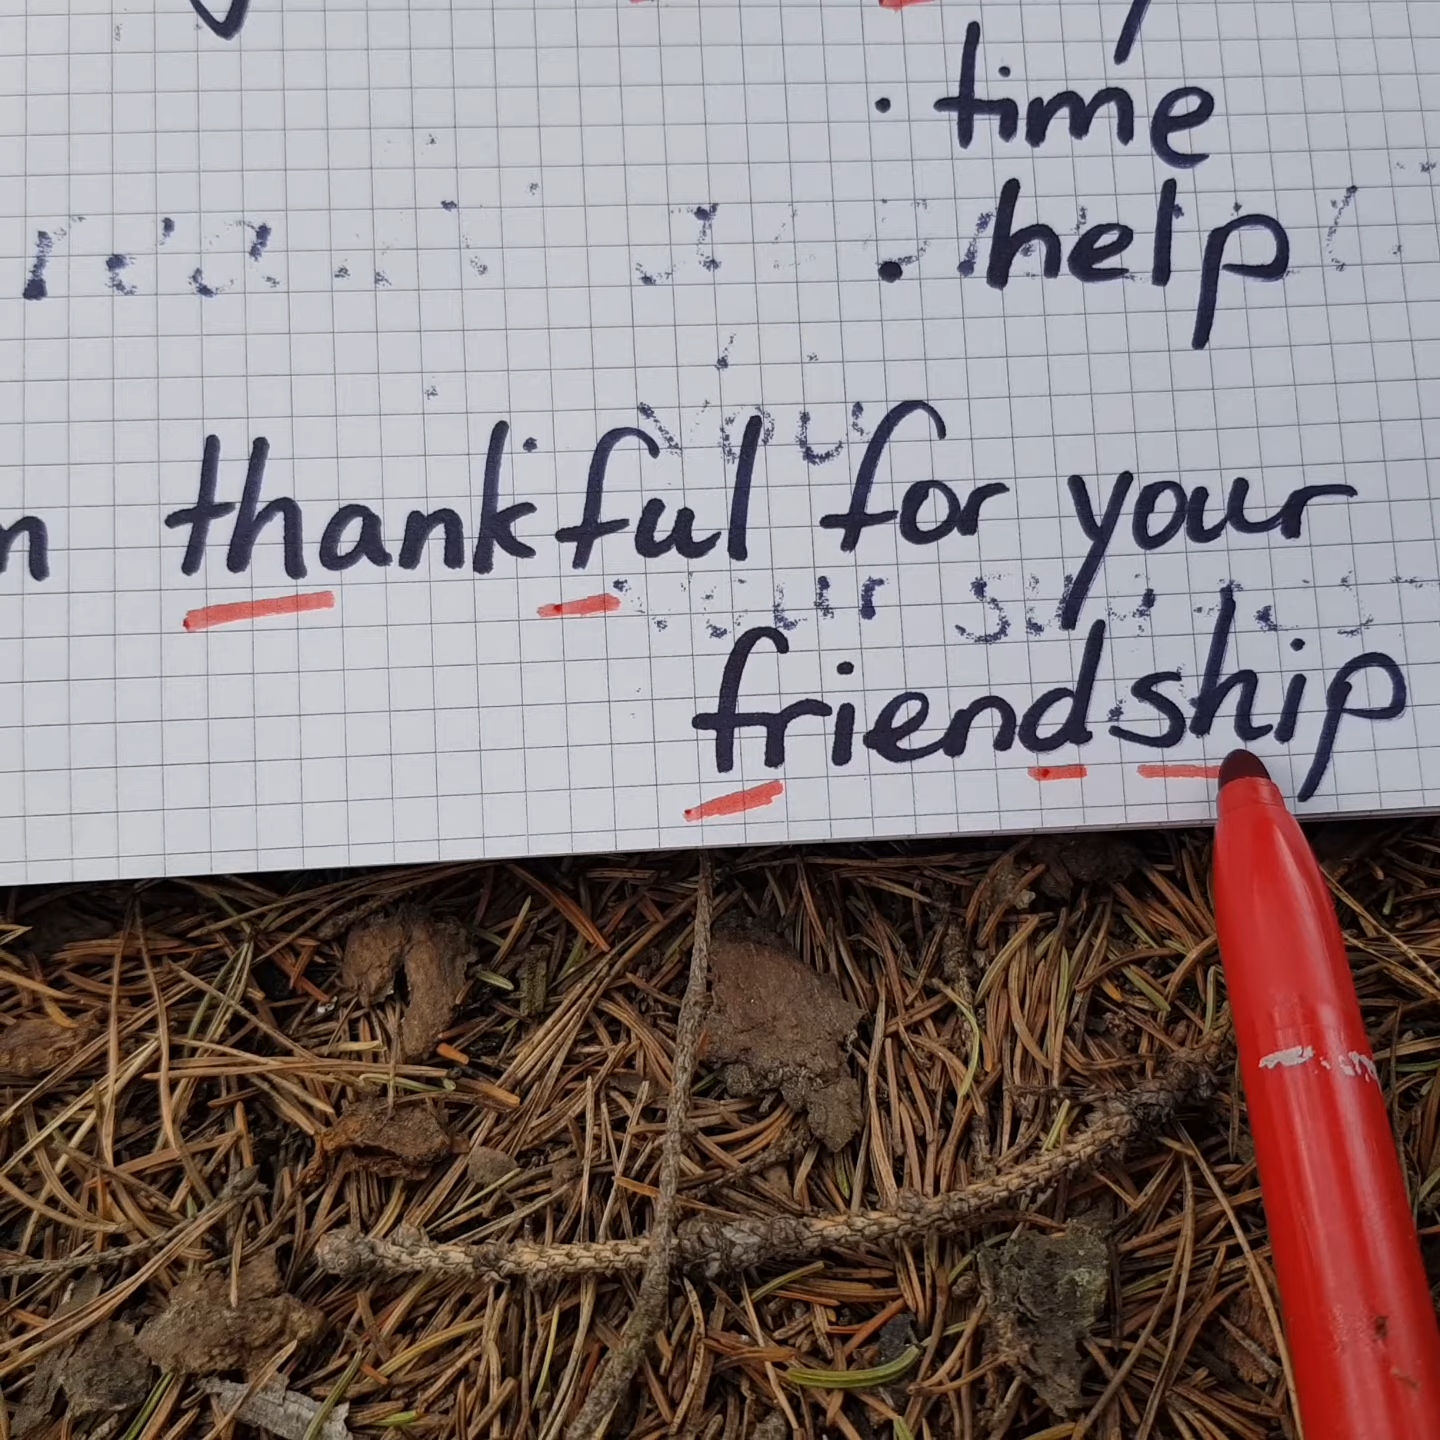 • time
• help
thankful for your
friendship